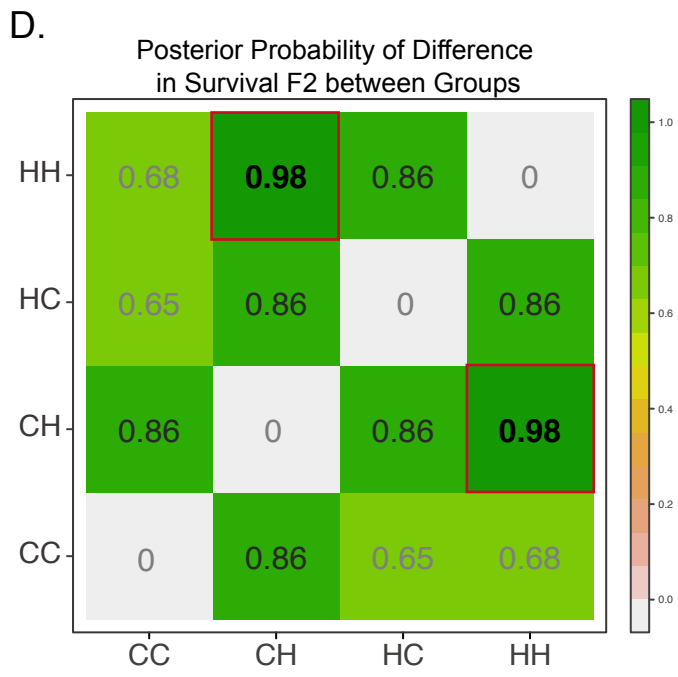 D.
Posterior Probability of Difference
in Survival F2 between Groups
HH 0.68 0.98 0.86 0
HC 0.65 0.86 0 0.86
CH 0.86 0 0.86 0.98
CC 0 0.86 0.65 0.68
CC CH HC HH
1.0
0.8
0.6
0.4
0.2
0.0